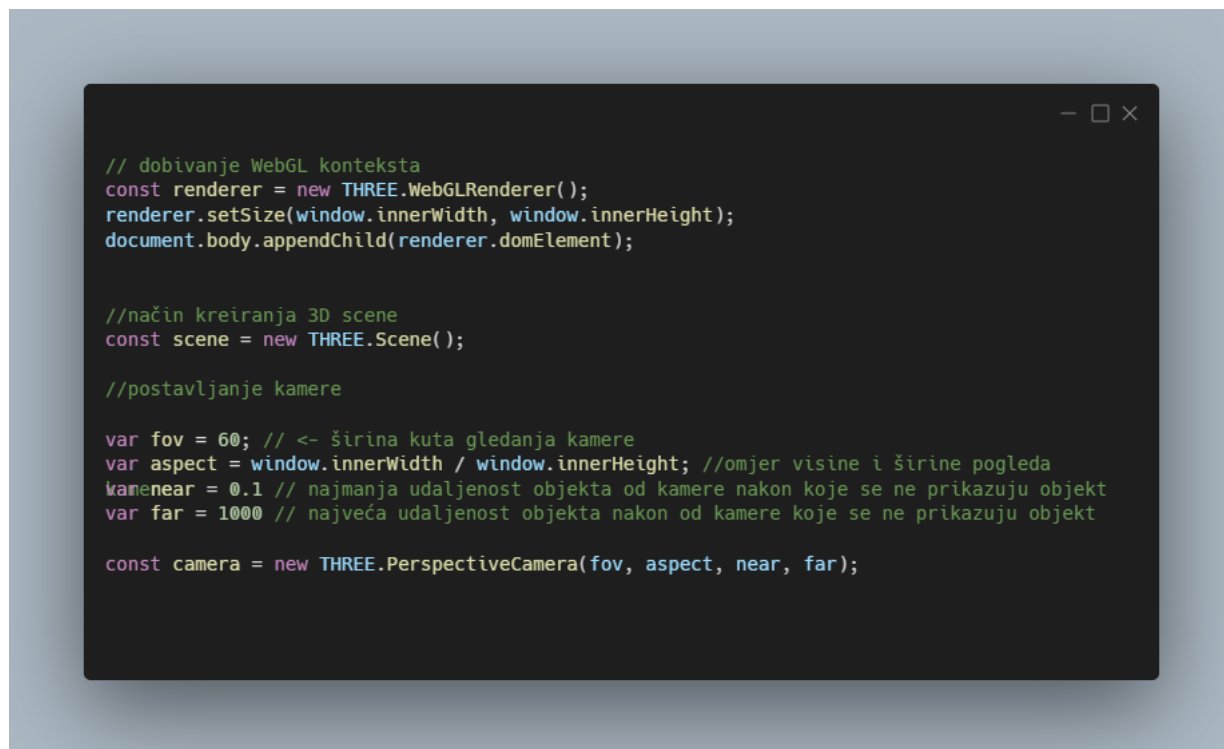 // dobivanje WebGL konteksta
const renderer = new THREE.WebGLRenderer();
renderer.setSize(window.innerWidth, window.innerHeight);
document.body.appendChild(renderer.domElement);
//način kreiranja 3D scene
const scene = new THREE.Scene();
//postavljanje kamere
var fov = 60; // <- širina kuta gledanja kamere
var aspect = window.innerWidth / window.innerHeight; //omjer visine i širine pogleda
var near = 0.1 // najmanja udaljenost objekta od kamere nakon koje se ne prikazuju objekt
var far = 1000 // najveća udaljenost objekta nakon od kamere koje se ne prikazuju objekt
const camera = new THREE.PerspectiveCamera(fov, aspect, near, far);